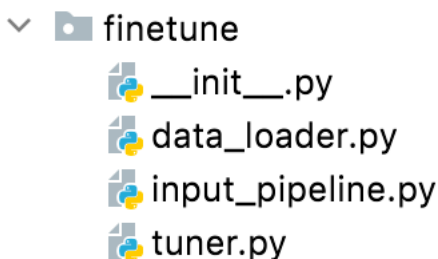 finetune
__init__.py
data_loader.py
input_pipeline.py
tuner.py